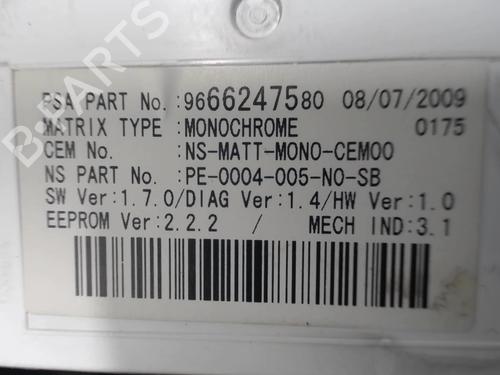 PSA PART No.:9666247580 08/07/2009
MATRIX TYPE :MONOCHROME 0175
CEM No. :NS-MATT-MONO-CEM00
NS PART No. :PE-0004-005-N0-SB
SW Ver:1.7.0/DIAG Ver:1.4/HW Ver:1.0
EEPROM Ver:2.2.2 / MECH IND:3.1
B-PARTS